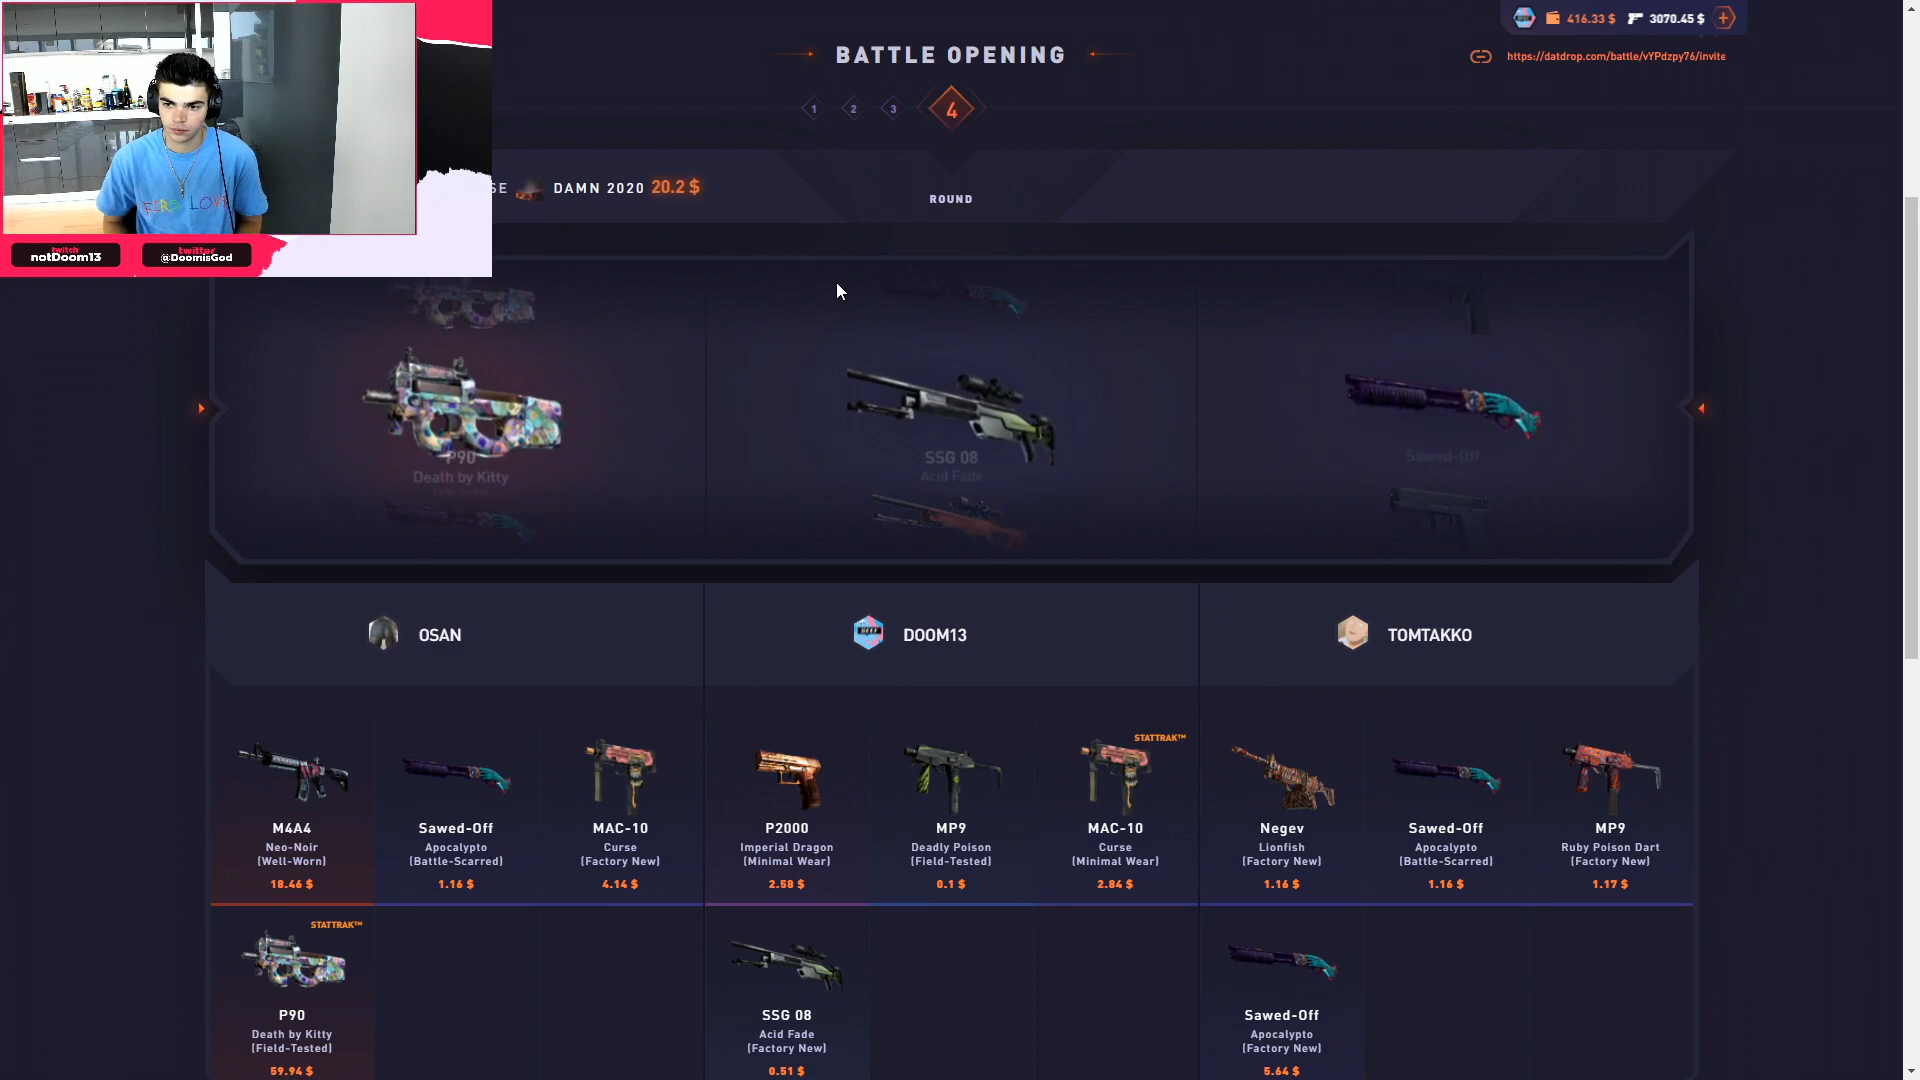 416.33 $ 3070.45 $
https://datdrop.com/battle/vYPdzpy76/invite
BATTLE OPENING
1 2 3 4
DAMN 2020 20.2 $
ROUND
FIRST LOVE
twitch
notDoom13
twitter
@DoomisGod
P90
Death by Kitty
SSG 08
Acid Fade
Sawed-Off
OSAN
DOOM13
TOMTAKKO
M4A4
Neo-Noir
(Well-Worn)
18.46 $
Sawed-Off
Apocalypto
(Battle-Scarred)
1.16 $
MAC-10
Curse
(Factory New)
4.14 $
P2000
Imperial Dragon
(Minimal Wear)
2.58 $
MP9
Deadly Poison
(Field-Tested)
0.1 $
STATTRAK™
MAC-10
Curse
(Minimal Wear)
2.84 $
Negev
Lionfish
(Factory New)
1.16 $
Sawed-Off
Apocalypto
(Battle-Scarred)
1.16 $
MP9
Ruby Poison Dart
(Factory New)
1.17 $
STATTRAK™
P90
Death by Kitty
(Field-Tested)
59.94 $
SSG 08
Acid Fade
(Factory New)
0.51 $
Sawed-Off
Apocalypto
(Factory New)
5.64 $